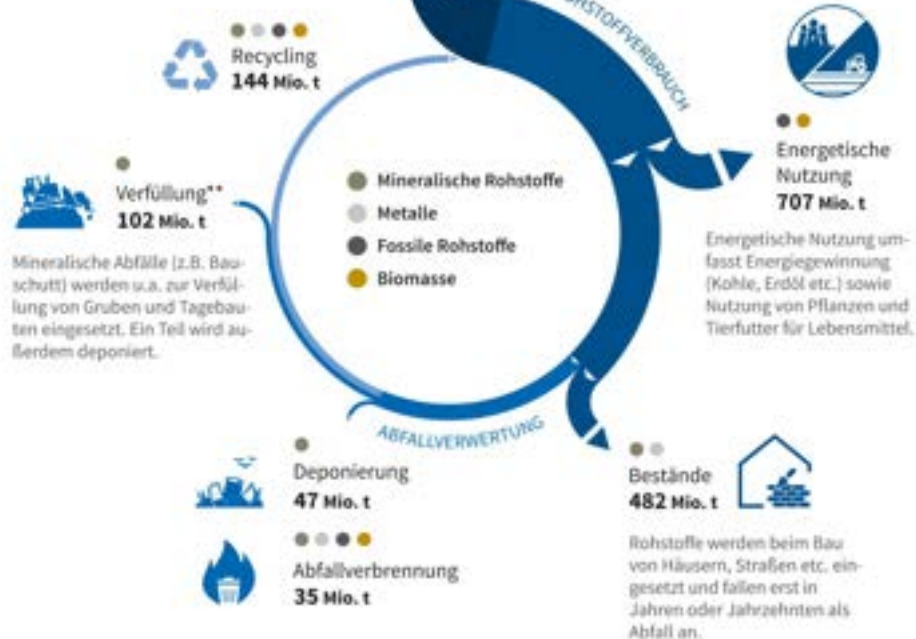 Recycling
144 Mio. t
Verfüllung**
102 Mio. t
Mineralische Abfälle (z.B. Bau-
schutt) werden u.a. zur Verfül-
lung von Gruben und Tagebau-
ten eingesetzt. Ein Teil wird au-
ßerdem deponiert.
Mineralische Rohstoffe
Metalle
Fossile Rohstoffe
Biomasse
Energetische
Nutzung
707 Mio. t
Energetische Nutzung um-
fasst Energiegewinnung
(Kohle, Erdöl etc.) sowie
Nutzung von Pflanzen und
Tierfutter für Lebensmittel.
ABFALLVERWERTUNG
Deponierung
47 Mio. t
Abfallverbrennung
35 Mio. t
Bestände
482 Mio. t
Rohstoffe werden beim Bau
von Häusern, Straßen etc. ein-
gesetzt und fallen erst in
Jahren oder Jahrzehnten als
Abfall an.